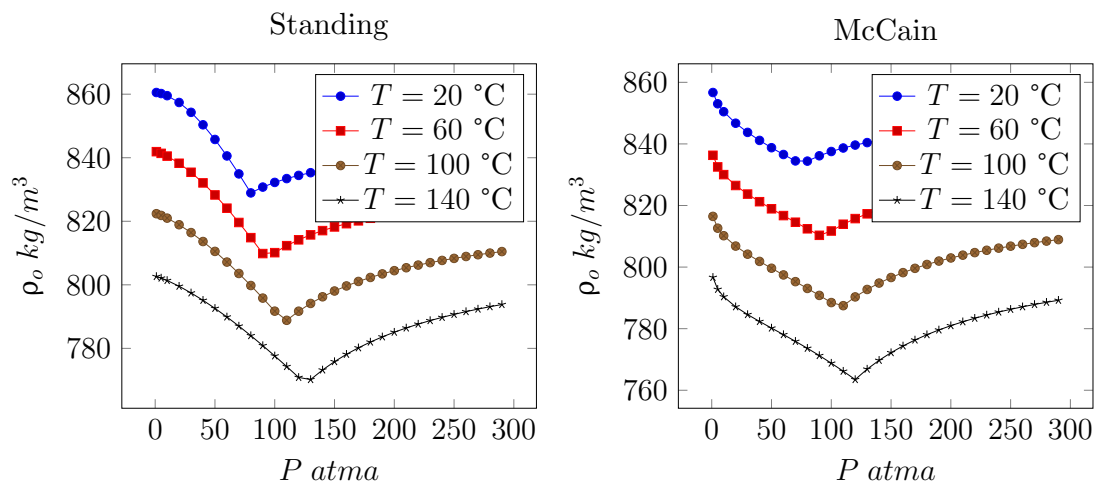 Standing
860
840
820
800
780
0 50 100 150 200 250 300
ρₒ kg/m³
P atma
T = 20 °C
T = 60 °C
T = 100 °C
T = 140 °C
McCain
860
840
820
800
780
760
0 50 100 150 200 250 300
ρₒ kg/m³
P atma
T = 20 °C
T = 60 °C
T = 100 °C
T = 140 °C